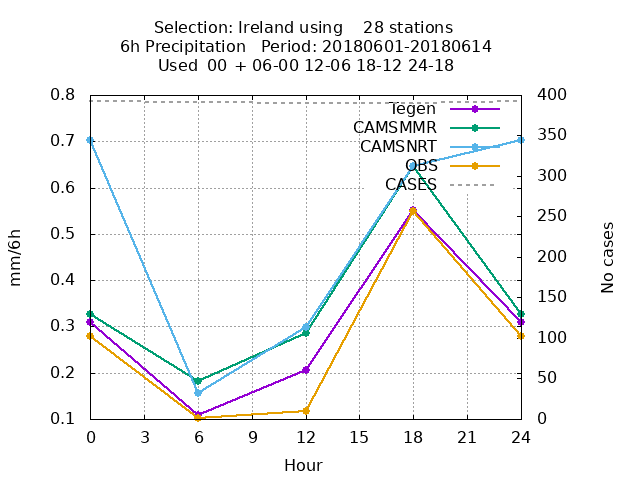 Selection: Ireland using    28 stations
6h Precipitation   Period: 20180601-20180614
Used  00 + 06-00 12-06 18-12 24-18
0.8
0.7
0.6
0.5
0.4
0.3
0.2
0.1
mm/6h
Tegen
CAMSMMR
CAMSNRT
OBS
CASES
400
350
300
250
200
150
100
50
0
No cases
0 3 6 9 12 15 18 21 24
Hour